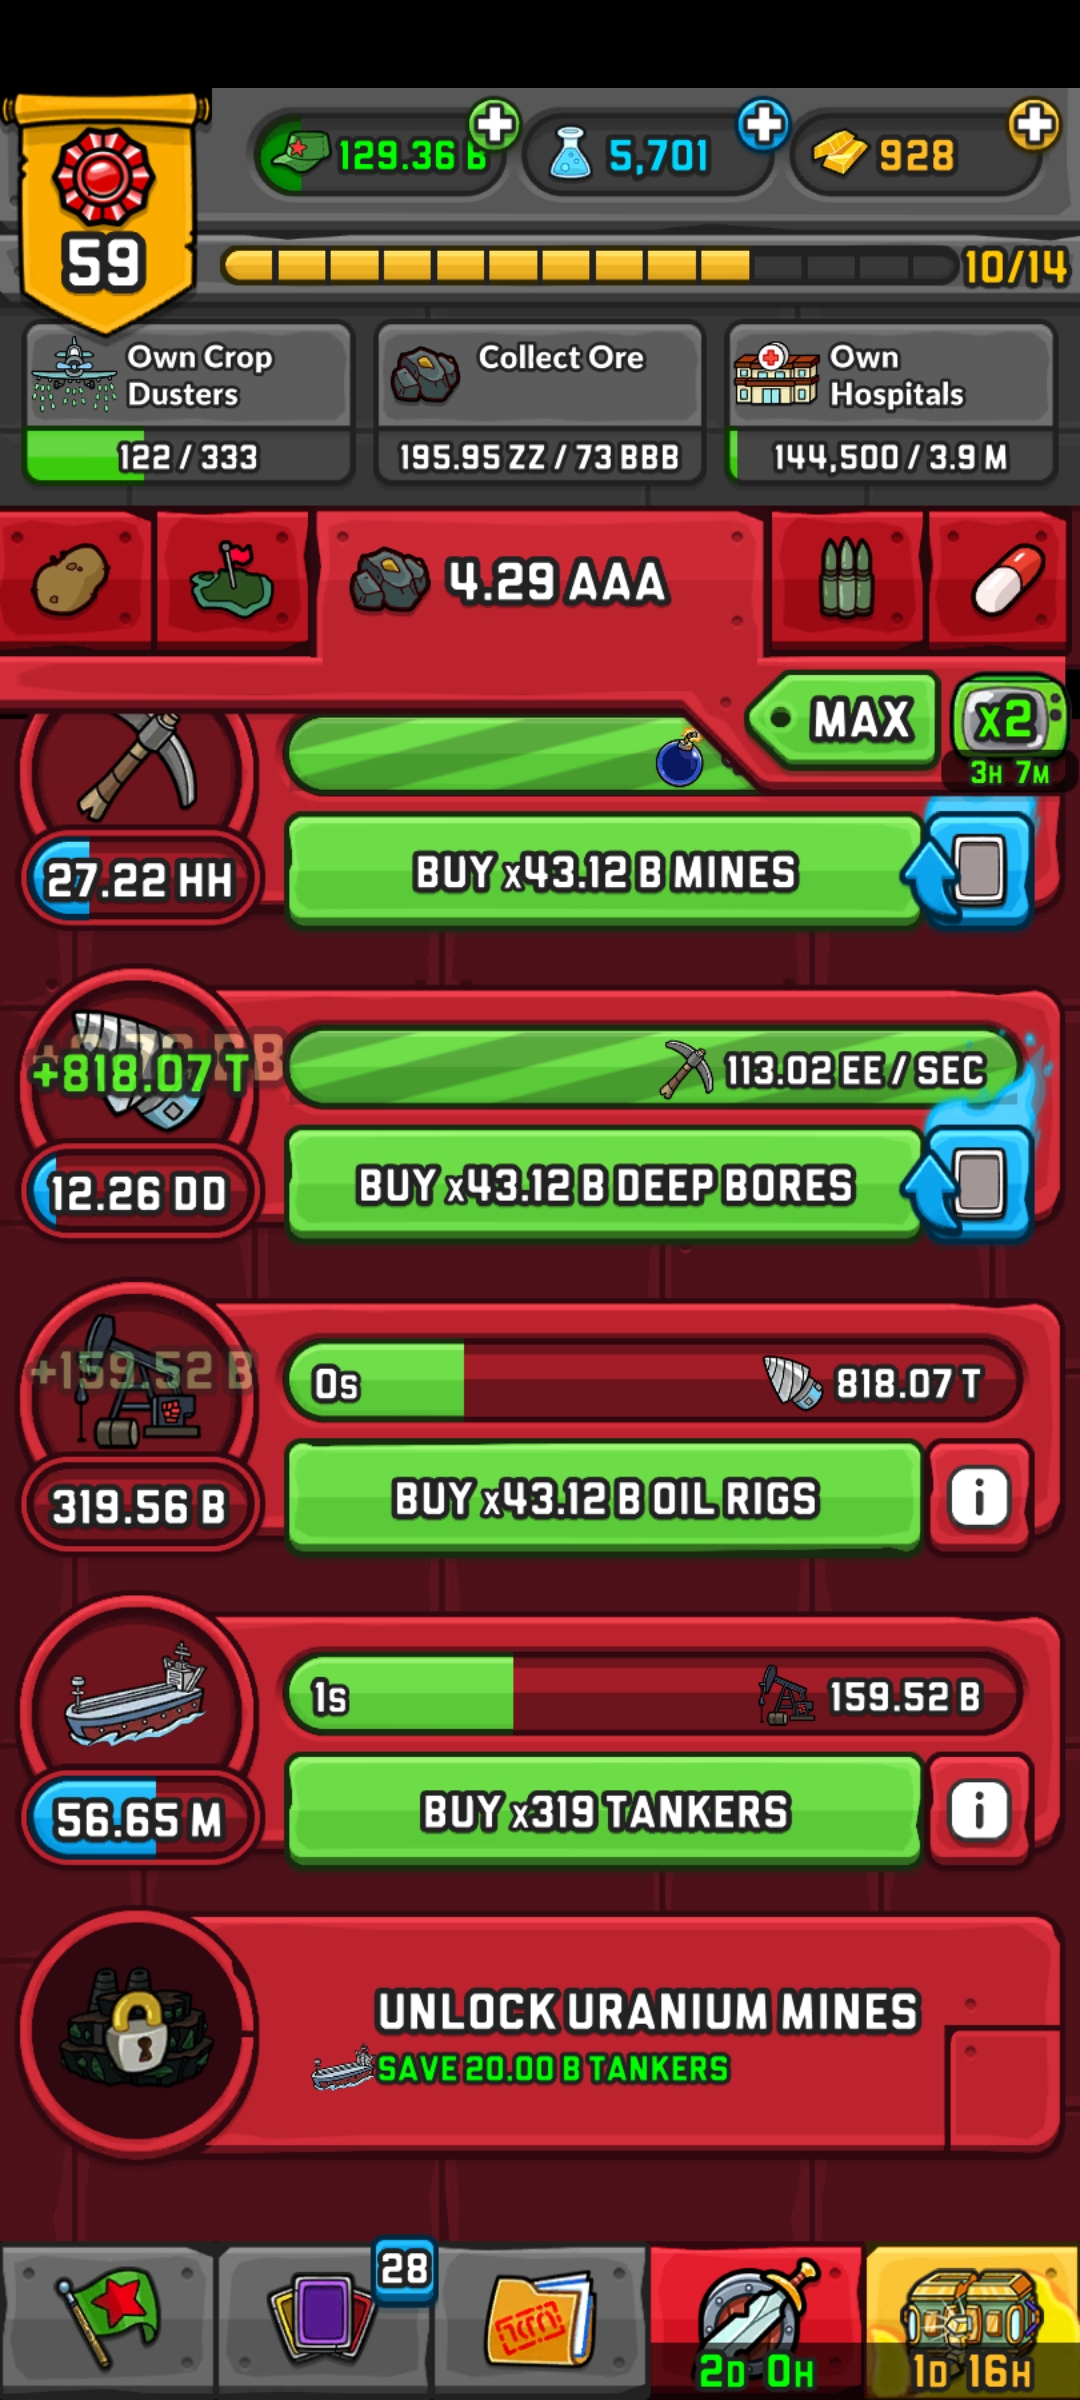 129.36 B
5,701
928
59
10/14
Own Crop
Dusters
122 / 333
Collect Ore
195.95 ZZ / 73 BBB
Own
Hospitals
144,500 / 3.9 M
4.29 AAA
MAX
x2
3H 7M
27.22 HH
BUY x43.12 B MINES
+818.07 T
113.02 EE / SEC
12.26 DD
BUY x43.12 B DEEP BORES
+159.52 B
0s
818.07 T
319.56 B
BUY x43.12 B OIL RIGS
i
1s
159.52 B
56.65 M
BUY x319 TANKERS
i
UNLOCK URANIUM MINES
SAVE 20.00 B TANKERS
28
2D 0H
1D 16H